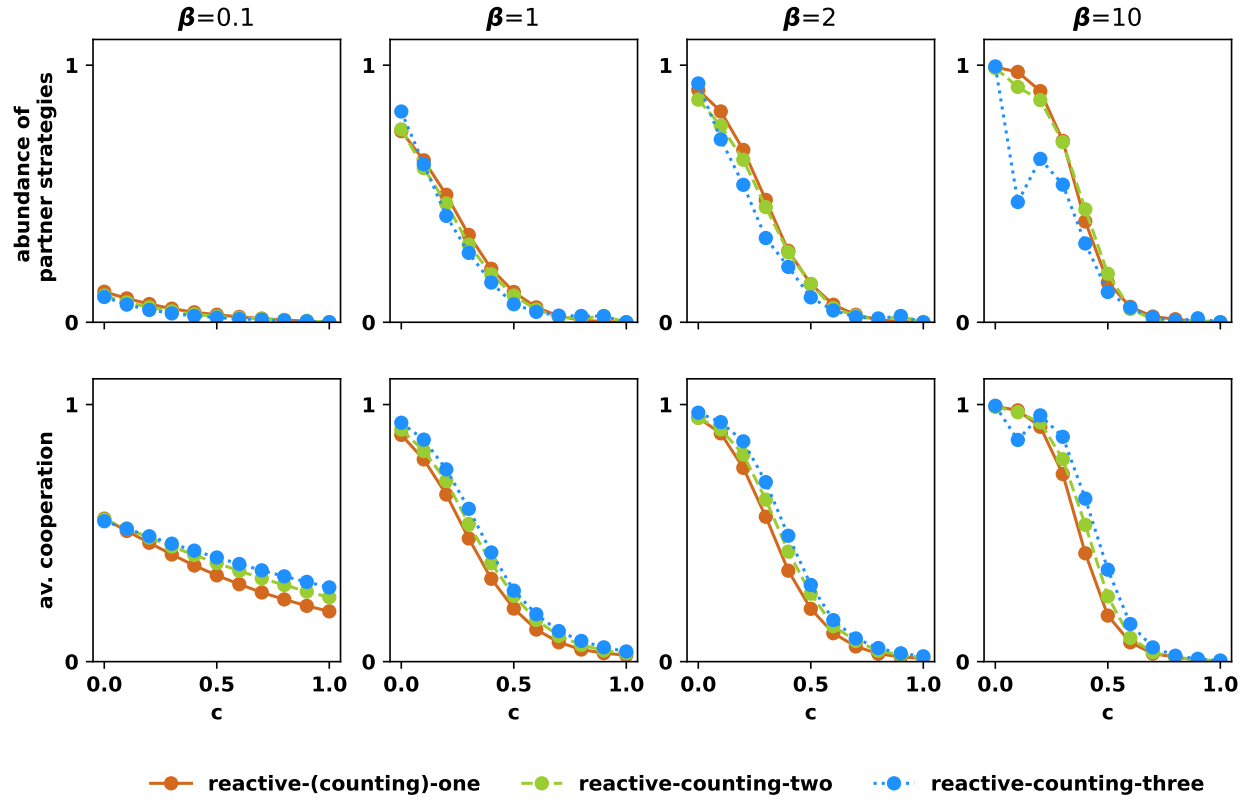 β=0.1
β=1
β=2
β=10
abundance of
partner strategies
1
0
1
0
1
0
1
0
av. cooperation
1
0
1
0
1
0
1
0
0.0 0.5 1.0
0.0 0.5 1.0
0.0 0.5 1.0
0.0 0.5 1.0
c
c
c
c
reactive-(counting)-one
reactive-counting-two
reactive-counting-three